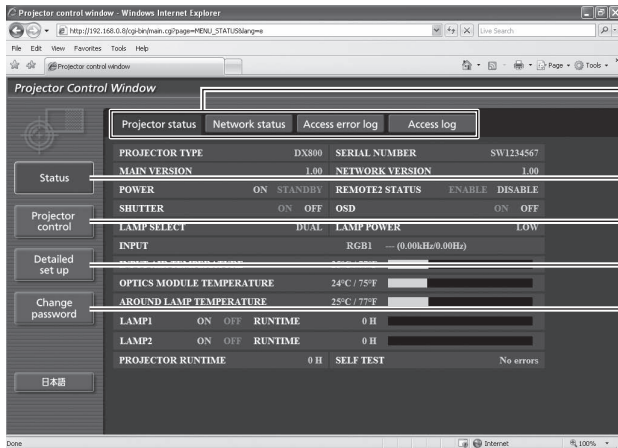 Projector control window - Windows Internet Explorer
http://192.168.0.8/cgi-bin/main.cgi?page=MENU_STATUS&lang=e
Live Search
File Edit View Favorites Tools Help
Projector control window
Page Tools
Projector Control Window
Projector status Network status Access error log Access log
PROJECTOR TYPE DX800 SERIAL NUMBER SW1234567
MAIN VERSION 1.00 NETWORK VERSION 1.00
Status
POWER ON STANDBY REMOTE2 STATUS ENABLE DISABLE
SHUTTER ON OFF OSD ON OFF
Projector control
LAMP SELECT DUAL LAMP POWER LOW
INPUT RGB1 --- (0.00kHz/0.00Hz)
Detailed set up
OPTICS MODULE TEMPERATURE 24°C / 75°F
Change password
AROUND LAMP TEMPERATURE 25°C / 77°F
LAMP1 ON OFF RUNTIME 0 H
LAMP2 ON OFF RUNTIME 0 H
PROJECTOR RUNTIME 0 H SELF TEST No errors
日本語
Done Internet 100%